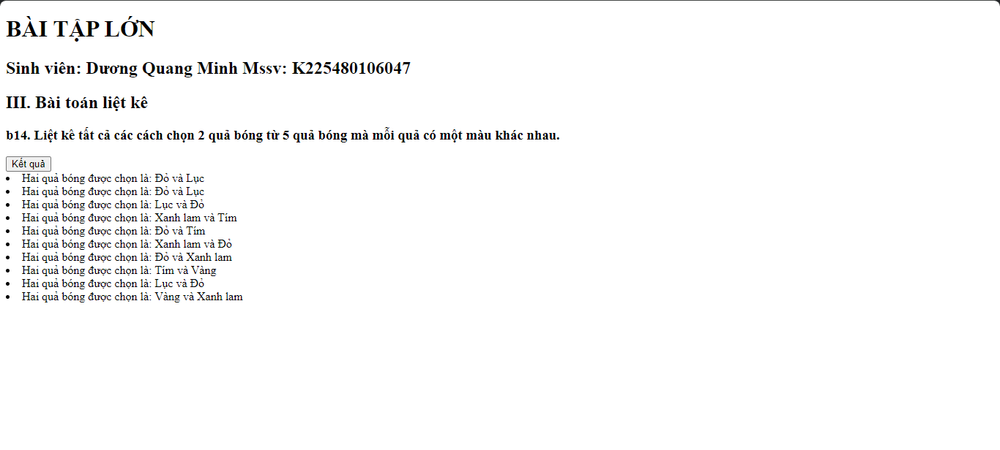 BÀI TẬP LỚN
Sinh viên: Dương Quang Minh Mssv: K225480106047
III. Bài toán liệt kê
b14. Liệt kê tất cả các cách chọn 2 quả bóng từ 5 quả bóng mà mỗi quả có một màu khác nhau.
Kết quả
• Hai quả bóng được chọn là: Đỏ và Lục
• Hai quả bóng được chọn là: Đỏ và Lục
• Hai quả bóng được chọn là: Lục và Đỏ
• Hai quả bóng được chọn là: Xanh lam và Tím
• Hai quả bóng được chọn là: Đỏ và Tím
• Hai quả bóng được chọn là: Xanh lam và Đỏ
• Hai quả bóng được chọn là: Đỏ và Xanh lam
• Hai quả bóng được chọn là: Tím và Vàng
• Hai quả bóng được chọn là: Lục và Đỏ
• Hai quả bóng được chọn là: Vàng và Xanh lam